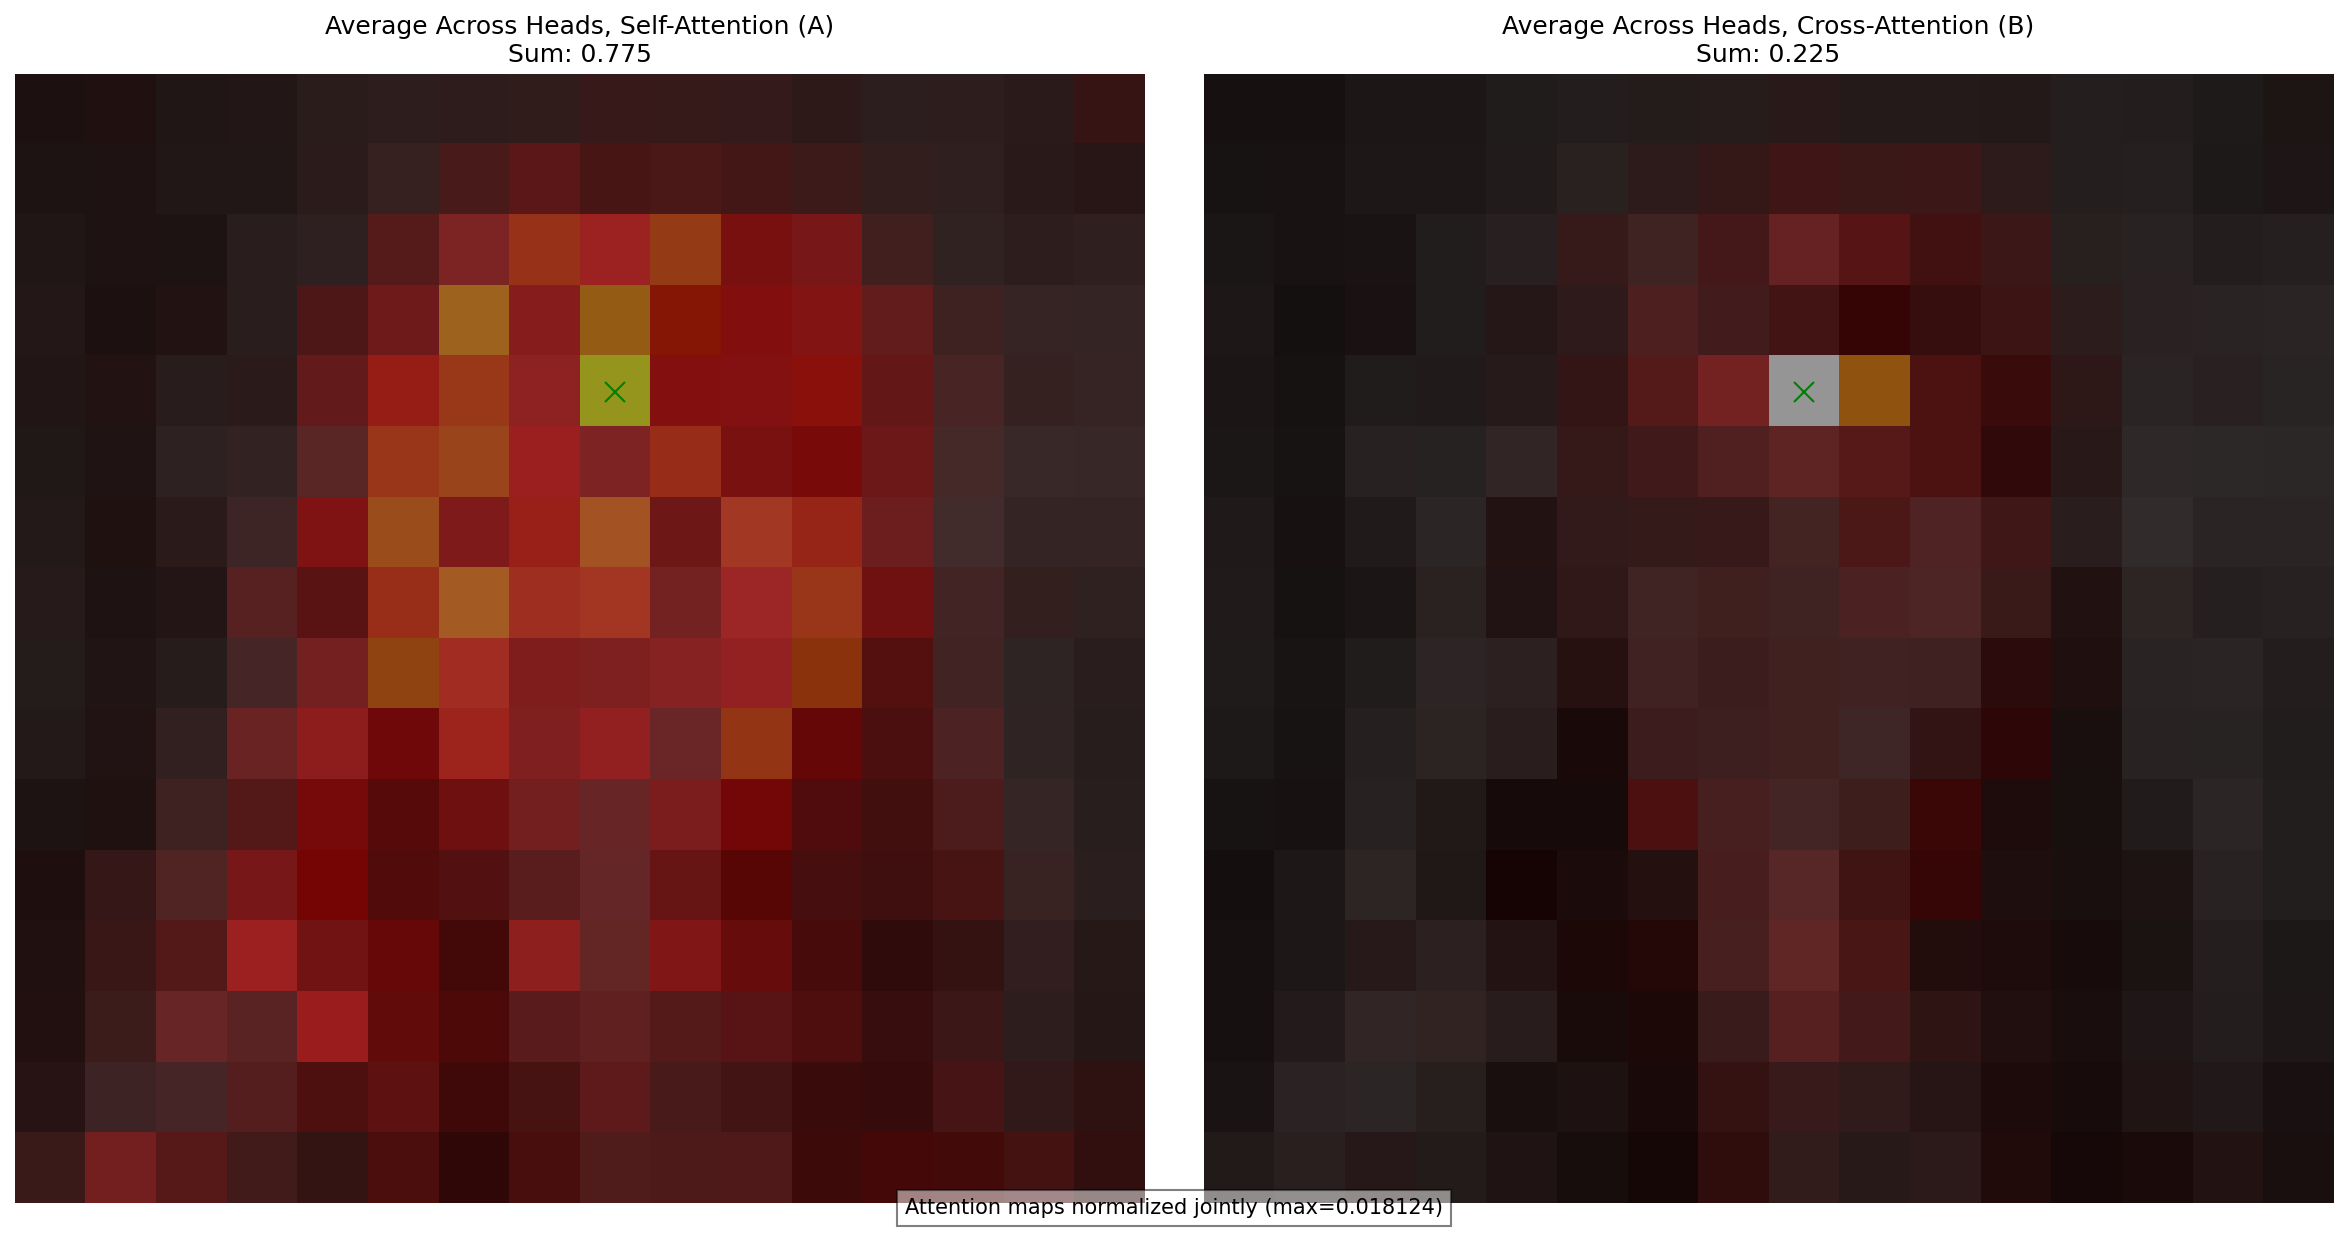 Average Across Heads, Self-Attention (A)
Sum: 0.775
Average Across Heads, Cross-Attention (B)
Sum: 0.225
Attention maps normalized jointly (max=0.018124)